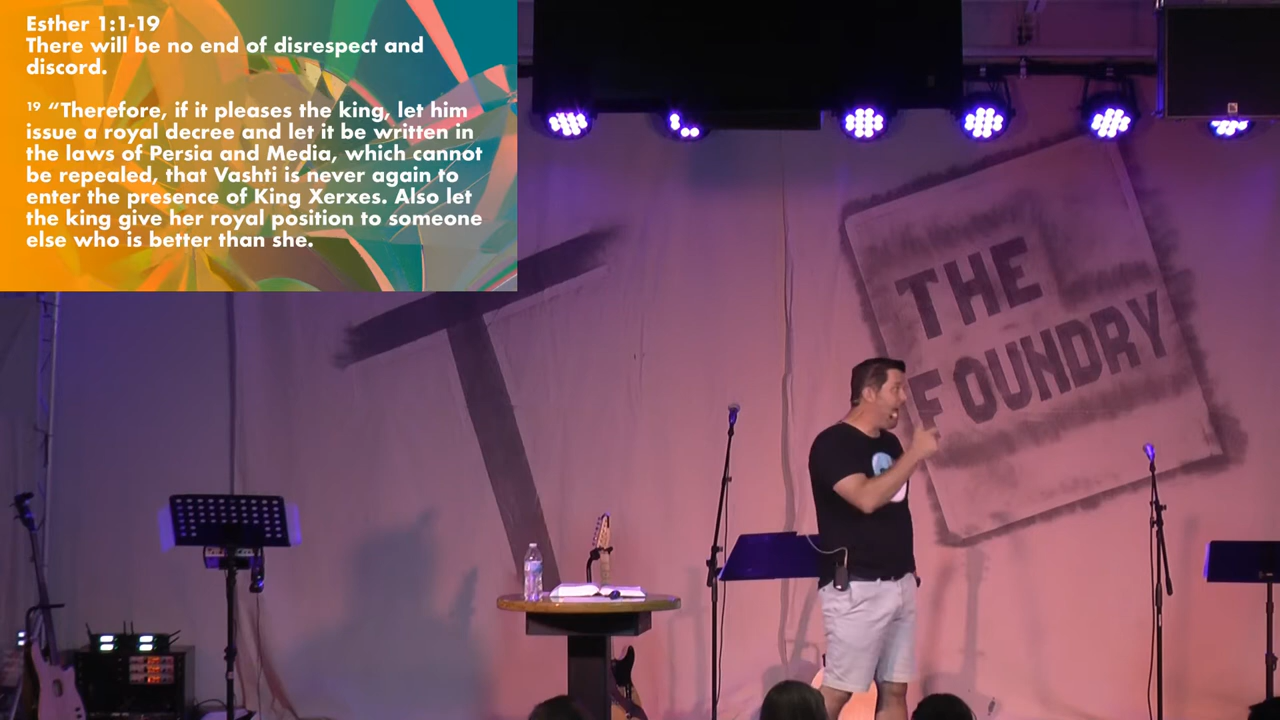 Esther 1:1-19
There will be no end of disrespect and
discord.
19 “Therefore, if it pleases the king, let him
issue a royal decree and let it be written in
the laws of Persia and Media, which cannot
be repealed, that Vashti is never again to
enter the presence of King Xerxes. Also let
the king give her royal position to someone
else who is better than she.
THE
FOUNDRY